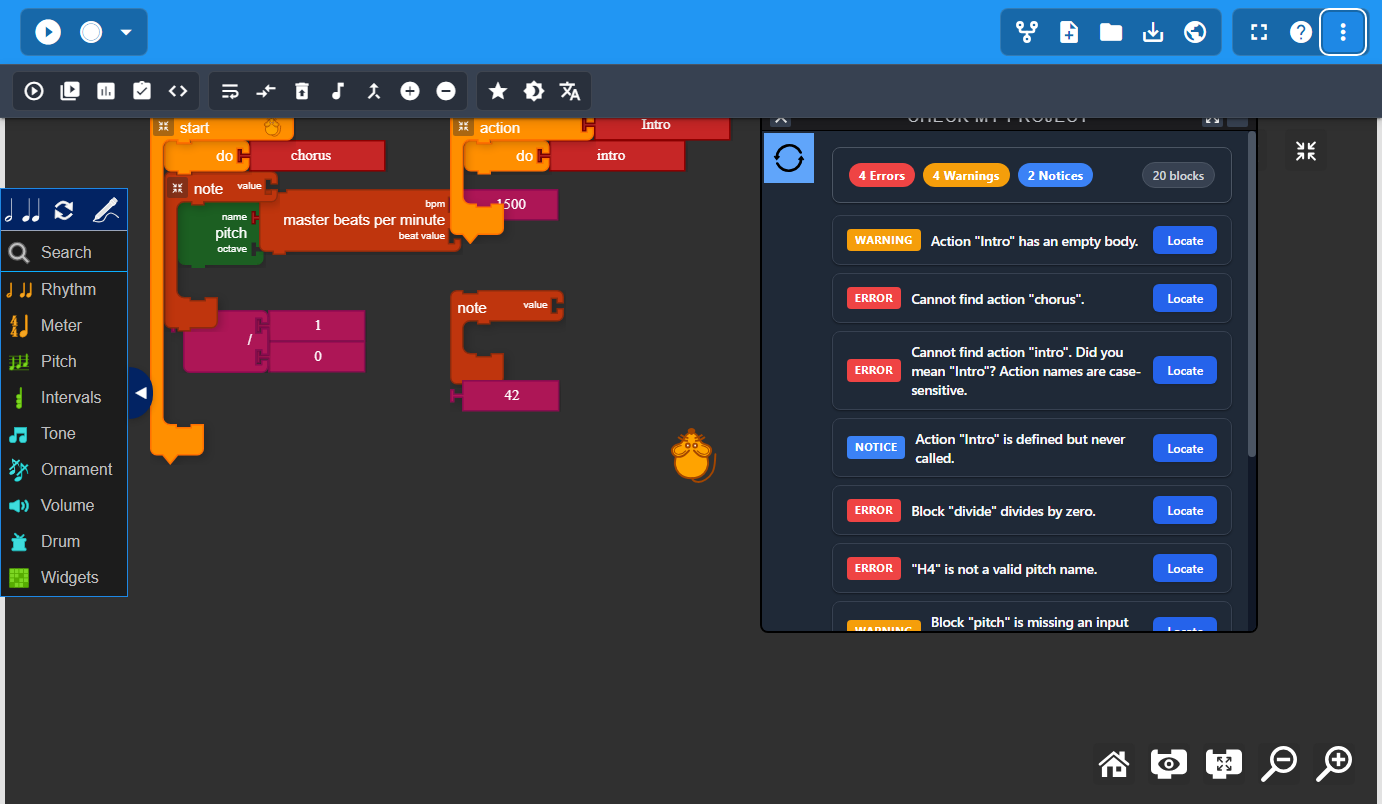 start
action
Intro
CHECK MY PROJECT
do
chorus
do
intro
note
value
1500
bpm
master beats per minute
beat value
name
pitch
octave
note
value
/
1
0
42
Search
Rhythm
Meter
Pitch
Intervals
Tone
Ornament
Volume
Drum
Widgets
4 Errors
4 Warnings
2 Notices
20 blocks
WARNING
Action "Intro" has an empty body.
Locate
ERROR
Cannot find action "chorus".
Locate
ERROR
Cannot find action "intro". Did you
mean "Intro"? Action names are case-
sensitive.
Locate
NOTICE
Action "Intro" is defined but never
called.
Locate
ERROR
Block "divide" divides by zero.
Locate
ERROR
"H4" is not a valid pitch name.
Locate
WARNING
Block "pitch" is missing an input
Locate